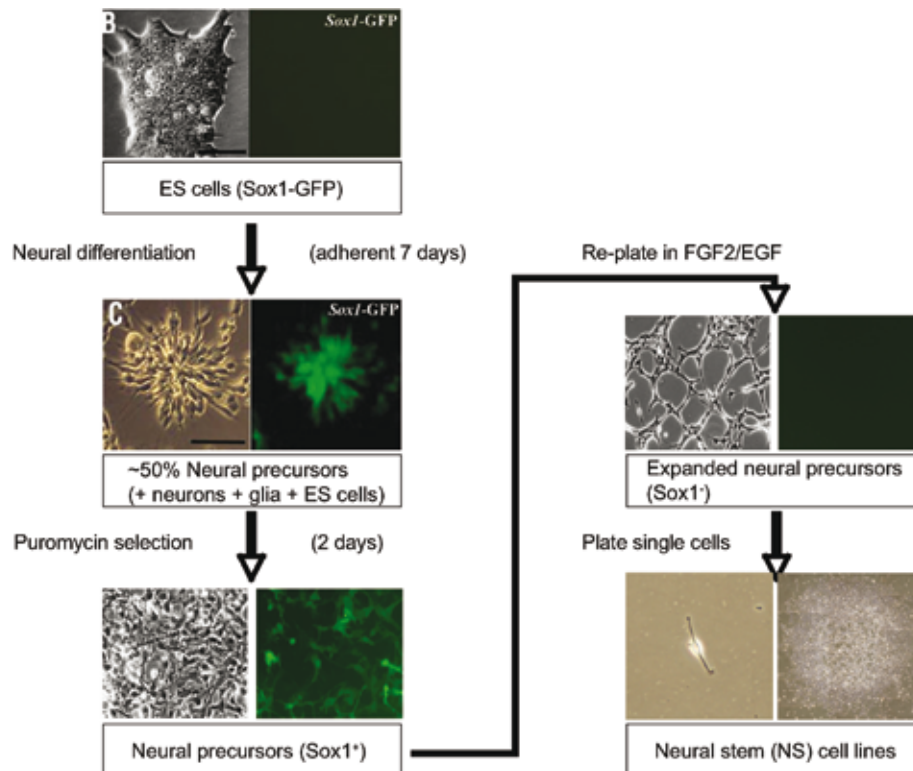 B
Sox1-GFP
ES cells (Sox1-GFP)
Neural differentiation (adherent 7 days)
C
Sox1-GFP
~50% Neural precursors
(+ neurons + glia + ES cells)
Puromycin selection (2 days)
Neural precursors (Sox1⁺)
Re-plate in FGF2/EGF
Expanded neural precursors
(Sox1⁻)
Plate single cells
Neural stem (NS) cell lines